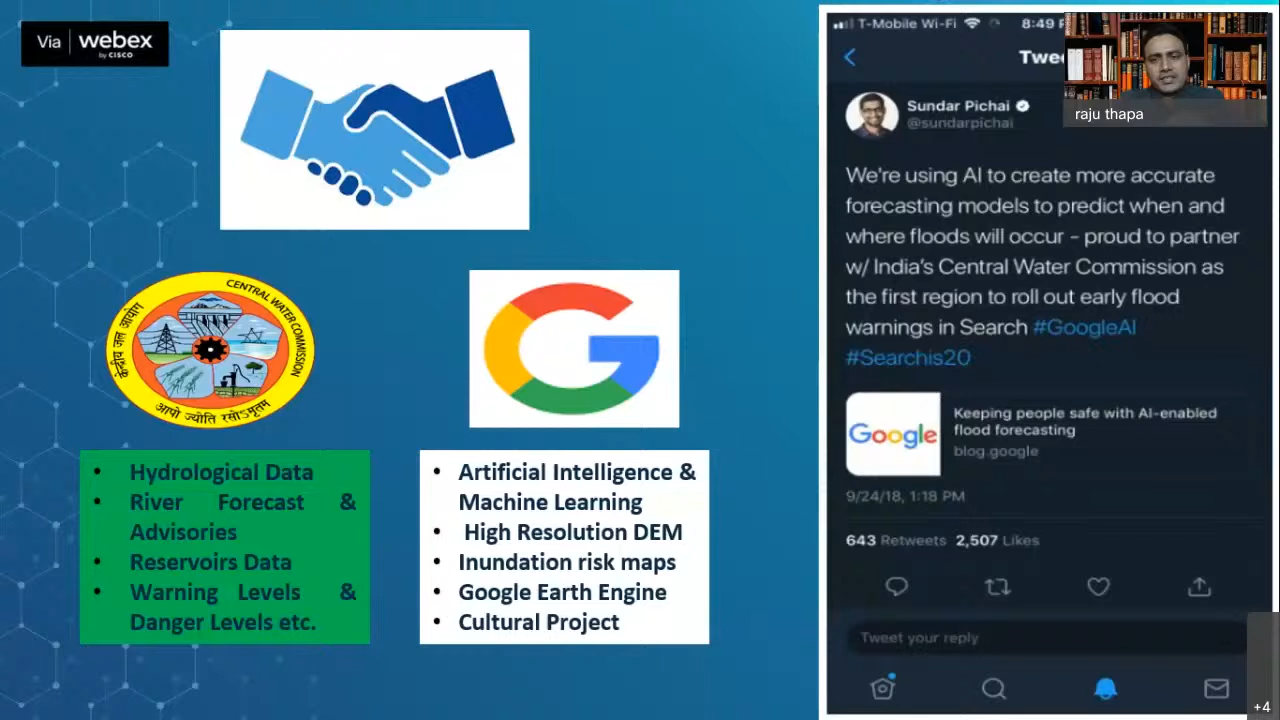 Via webex
by CISCO
केन्द्रीय जल आयोग
CENTRAL WATER COMMISSION
आपो ज्योति रसोऽमृतम
• Hydrological Data
• River Forecast &
Advisories
• Reservoirs Data
• Warning Levels &
Danger Levels etc.
• Artificial Intelligence &
Machine Learning
• High Resolution DEM
• Inundation risk maps
• Google Earth Engine
• Cultural Project
T-Mobile Wi-Fi 8:49
raju thapa
Sundar Pichai
@sundarpichai
We're using AI to create more accurate
forecasting models to predict when and
where floods will occur - proud to partner
w/ India's Central Water Commission as
the first region to roll out early flood
warnings in Search #GoogleAI
#Searchis20
Google
Keeping people safe with AI-enabled
flood forecasting
blog.google
9/24/18, 1:18 PM
643 Retweets 2,507 Likes
Tweet your reply
+4